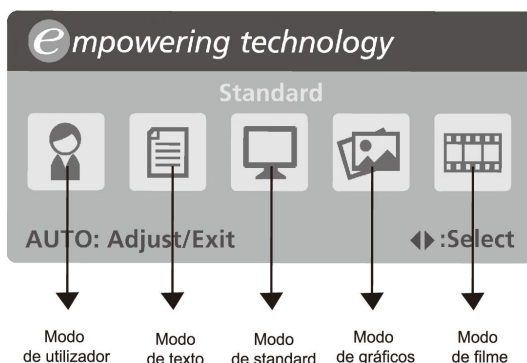 empowering technology
Standard
AUTO: Adjust/Exit :Select
Modo de utilizador
Modo de texto
Modo de standard
Modo de gráficos
Modo de filme